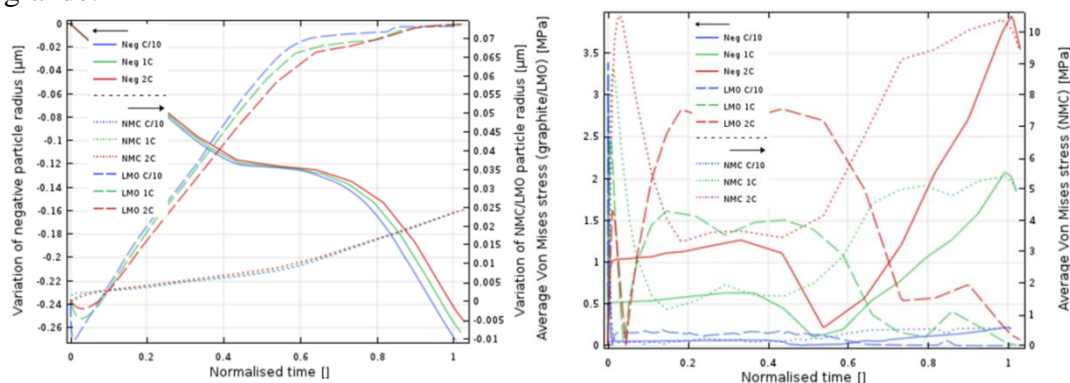 0
-0.02
-0.04
-0.06
-0.08
-0.1
-0.12
-0.14
-0.16
-0.18
-0.2
-0.22
-0.24
-0.26
Variation of negative particle radius [µm]
Neg C/10
Neg 1C
Neg 2C
NMC C/10
NMC 1C
NMC 2C
LMO C/10
LMO 1C
LMO 2C
0.07
0.065
0.06
0.055
0.05
0.045
0.04
0.035
0.03
0.025
0.02
0.015
0.01
0.005
0
-0.005
-0.01
Variation of NMC/LMO particle radius [µm]
0 0.2 0.4 0.6 0.8 1
Normalised time []
Average Von Mises stress (graphite/LMO) [MPa]
3.5
3
2.5
2
1.5
1
0.5
0
Neg C/10
Neg 1C
Neg 2C
LMO C/10
LMO 1C
LMO 2C
NMC C/10
NMC 1C
NMC 2C
10
9
8
7
6
5
4
3
2
1
0
Average Von Mises stress (NMC) [MPa]
0 0.2 0.4 0.6 0.8 1
Normalised time []